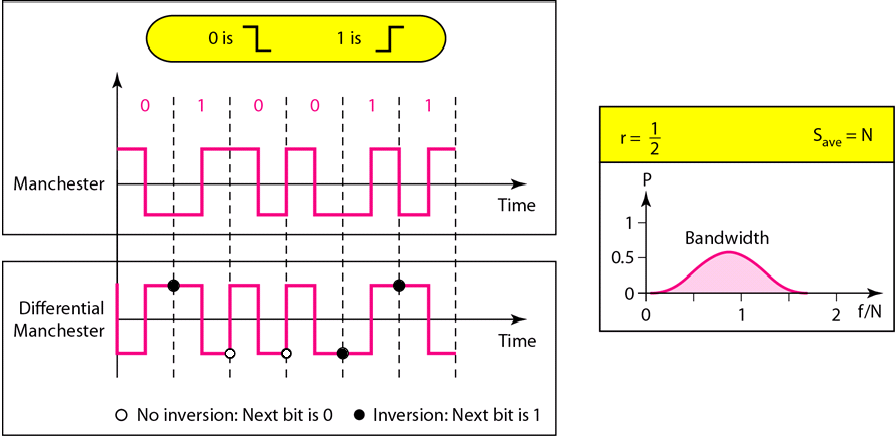 0 is 1 is
0 1 0 0 1 1
Manchester
Time
Differential
Manchester
Time
No inversion: Next bit is 0 Inversion: Next bit is 1
r = 1/2 Save = N
P
1
Bandwidth
0.5
0
0 1 2 f/N